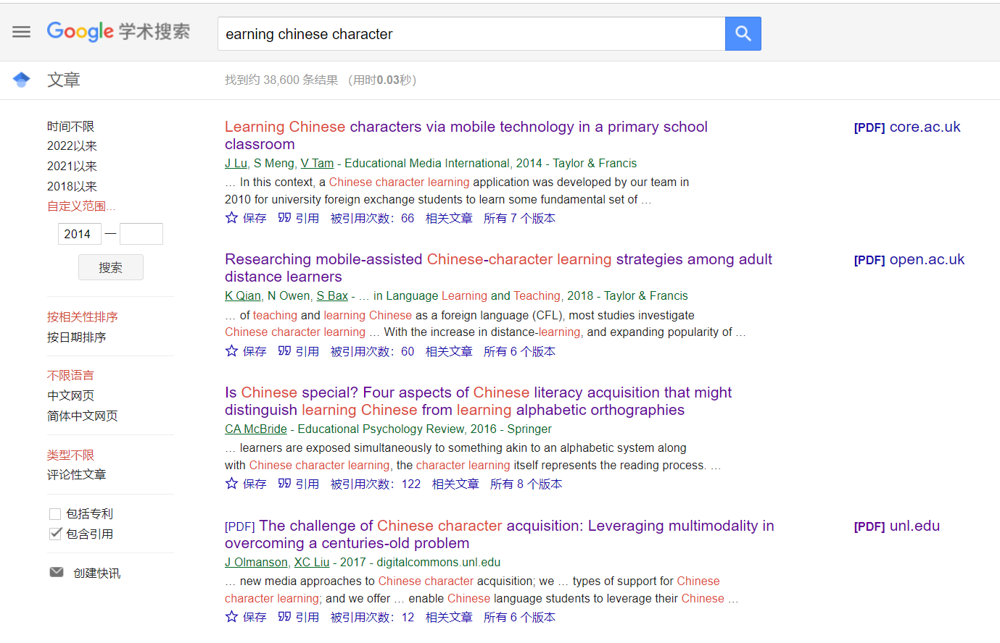 Google 学术搜索
earning chinese character
文章
找到约 38,600 条结果 （用时0.03秒）
时间不限
2022以来
2021以来
2018以来
自定义范围...
2014 —
搜索
按相关性排序
按日期排序
不限语言
中文网页
简体中文网页
类型不限
评论性文章
包括专利
包含引用
创建快讯
Learning Chinese characters via mobile technology in a primary school
classroom
J Lu, S Meng, V Tam - Educational Media International, 2014 - Taylor & Francis
… In this context, a Chinese character learning application was developed by our team in
2010 for university foreign exchange students to learn some fundamental set of …
保存 引用 被引用次数：66 相关文章 所有 7 个版本
[PDF] core.ac.uk
Researching mobile-assisted Chinese-character learning strategies among adult
distance learners
K Qian, N Owen, S Bax - … in Language Learning and Teaching, 2018 - Taylor & Francis
… of teaching and learning Chinese as a foreign language (CFL), most studies investigate
Chinese character learning … With the increase in distance-learning, and expanding popularity of …
保存 引用 被引用次数：60 相关文章 所有 6 个版本
[PDF] open.ac.uk
Is Chinese special? Four aspects of Chinese literacy acquisition that might
distinguish learning Chinese from learning alphabetic orthographies
CA McBride - Educational Psychology Review, 2016 - Springer
… learners are exposed simultaneously to something akin to an alphabetic system along
with Chinese character learning, the character learning itself represents the reading process. …
保存 引用 被引用次数：122 相关文章 所有 8 个版本
[PDF] The challenge of Chinese character acquisition: Leveraging multimodality in
overcoming a centuries-old problem
J Olmanson, XC Liu - 2017 - digitalcommons.unl.edu
… new media approaches to Chinese character acquisition; we … types of support for Chinese
character learning; and we offer … enable Chinese language students to leverage their Chinese …
保存 引用 被引用次数：12 相关文章 所有 6 个版本
[PDF] unl.edu